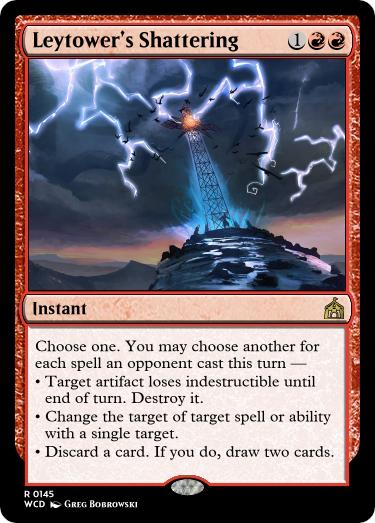 Leytower's Shattering 1
Instant
Choose one. You may choose another for
each spell an opponent cast this turn —
• Target artifact loses indestructible until
end of turn. Destroy it.
• Change the target of target spell or ability
with a single target.
• Discard a card. If you do, draw two cards.
R 0145
WCD Greg Bobrowski